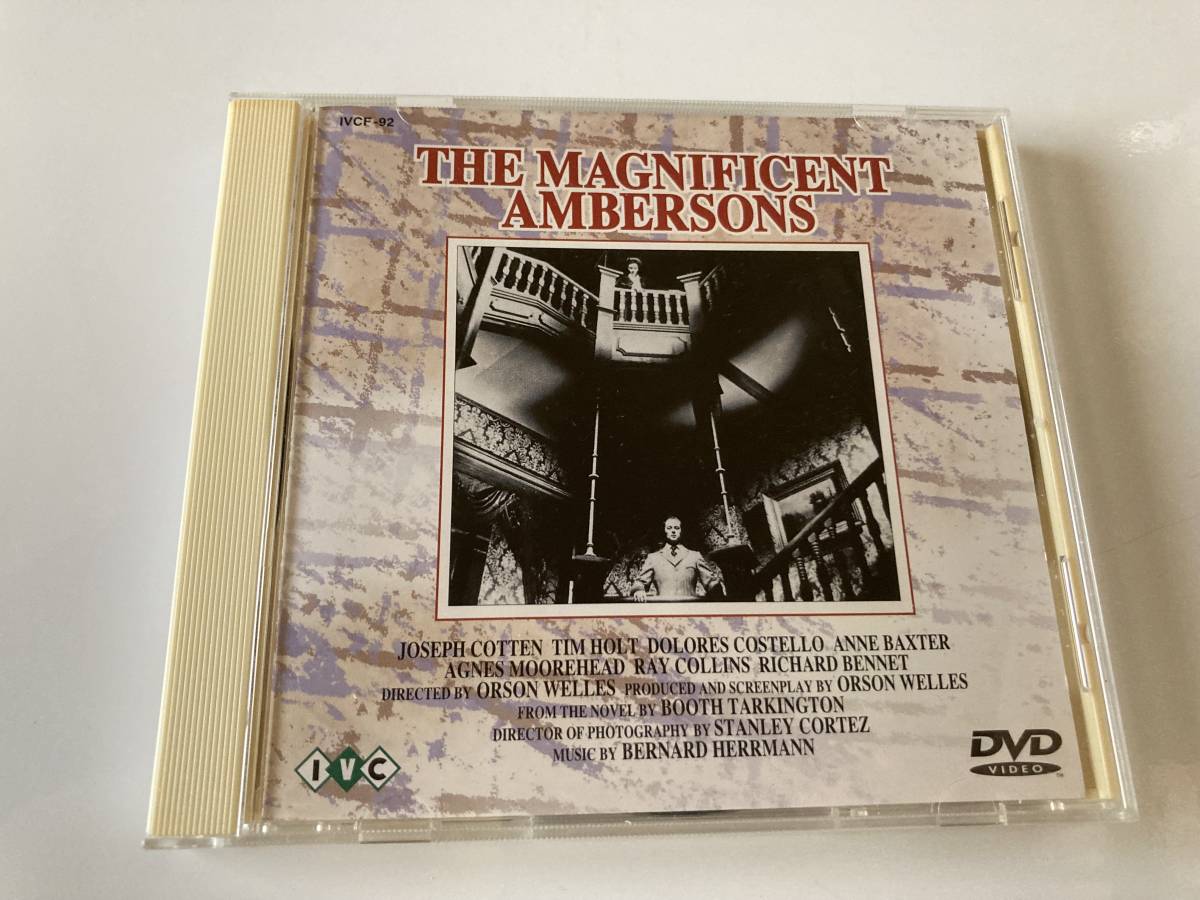 IVCF-92
THE MAGNIFICENT
AMBERSONS
JOSEPH COTTEN TIM HOLT DOLORES COSTELLO ANNE BAXTER
AGNES MOOREHEAD RAY COLLINS RICHARD BENNET
DIRECTED BY ORSON WELLES PRODUCED AND SCREENPLAY BY ORSON WELLES
FROM THE NOVEL BY BOOTH TARKINGTON
DIRECTOR OF PHOTOGRAPHY BY STANLEY CORTEZ
MUSIC BY BERNARD HERRMANN
IVC
DVD
VIDEO
TM